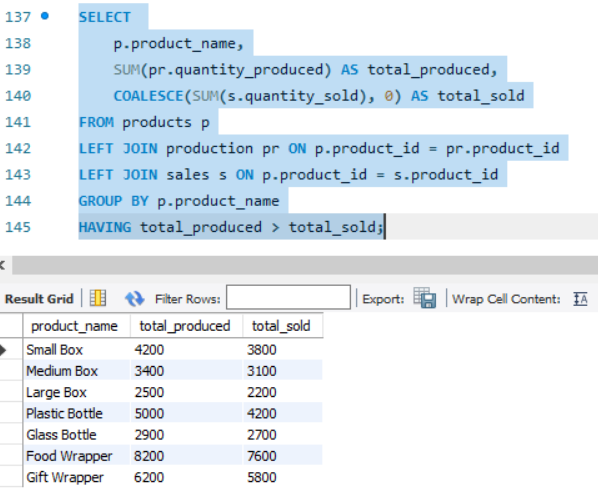 137 SELECT
138 p.product_name,
139 SUM(pr.quantity_produced) AS total_produced,
140 COALESCE(SUM(s.quantity_sold), 0) AS total_sold
141 FROM products p
142 LEFT JOIN production pr ON p.product_id = pr.product_id
143 LEFT JOIN sales s ON p.product_id = s.product_id
144 GROUP BY p.product_name
145 HAVING total_produced > total_sold;
Result Grid Filter Rows: Export: Wrap Cell Content: IA
product_name total_produced total_sold
Small Box 4200 3800
Medium Box 3400 3100
Large Box 2500 2200
Plastic Bottle 5000 4200
Glass Bottle 2900 2700
Food Wrapper 8200 7600
Gift Wrapper 6200 5800